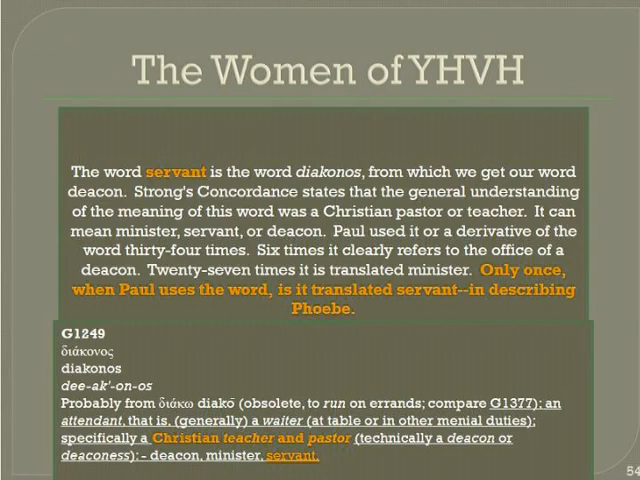 The Women of YHVH
The word servant is the word diakonos, from which we get our word
deacon. Strong's Concordance states that the general understanding
of the meaning of this word was a Christian pastor or teacher. It can
mean minister, servant, or deacon. Paul used it or a derivative of the
word thirty-four times. Six times it clearly refers to the office of a
deacon. Twenty-seven times it is translated minister. Only once,
when Paul uses the word, is it translated servant--in describing
Phoebe.
G1249
διάκονος
diakonos
dee-ak'-on-os
Probably from διάκω diakō (obsolete, to run on errands; compare G1377); an
attendant, that is, (generally) a waiter (at table or in other menial duties);
specifically a Christian teacher and pastor (technically a deacon or
deaconess): - deacon, minister, servant.
54